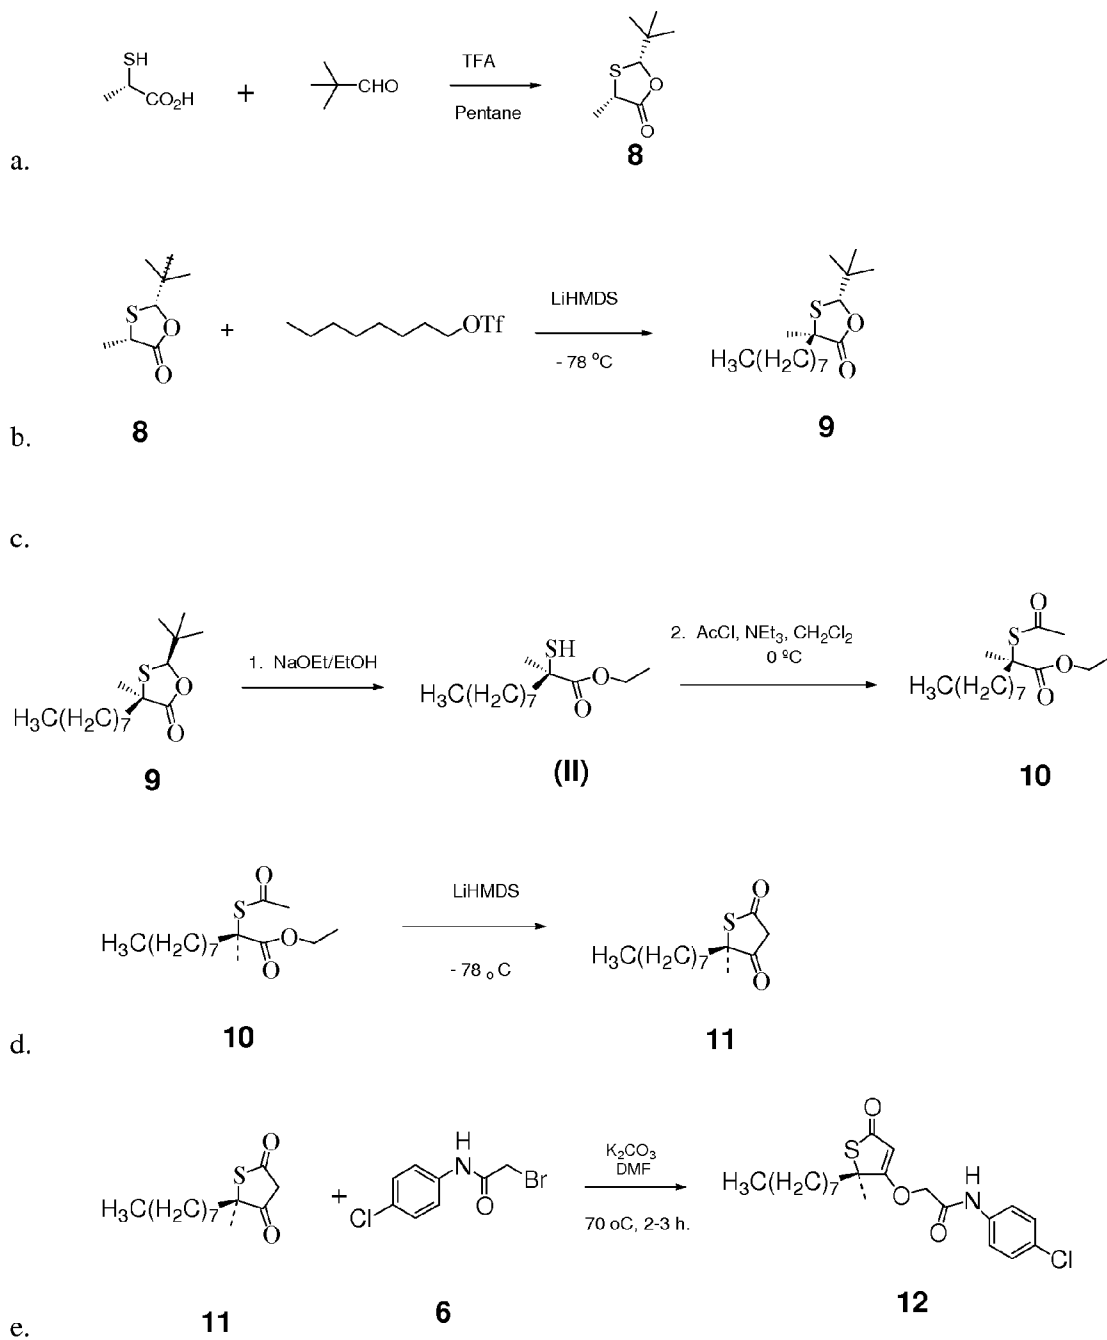 SH
CO2H
+
CHO
TFA
Pentane
S
O
O
8
a.
S
O
O
8
+
OTf
LiHMDS
- 78 oC
S
O
O
H3C(H2C)7
9
b.
c.
S
O
O
H3C(H2C)7
9
1. NaOEt/EtOH
SH
O
O
H3C(H2C)7
(II)
2. AcCl, NEt3, CH2Cl2
0 ºC
O
S
O
O
H3C(H2C)7
10
O
S
O
O
H3C(H2C)7
10
LiHMDS
- 78 o C
O
S
O
H3C(H2C)7
11
d.
O
S
O
H3C(H2C)7
11
+
H
N
Br
O
Cl
6
K2CO3
DMF
70 oC, 2-3 h.
O
S
H3C(H2C)7
O
O
H
N
Cl
12
e.